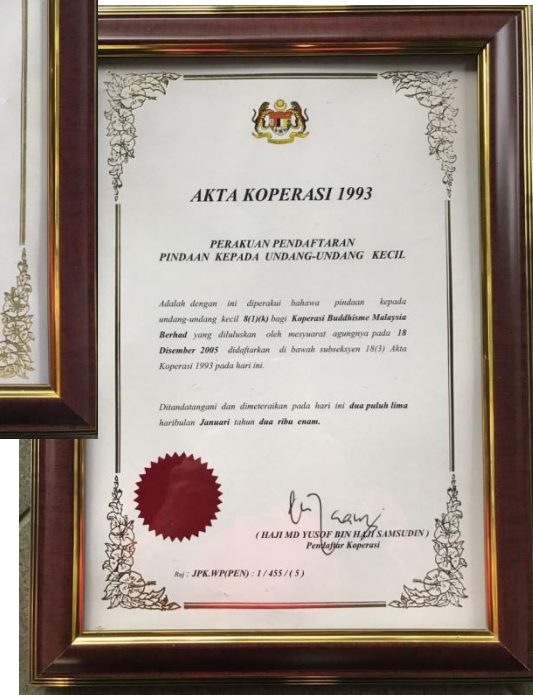 AKTA KOPERASI 1993
PERAKUAN PENDAFTARAN
PINDAAN KEPADA UNDANG-UNDANG KECIL
Adalah dengan ini diperakui bahawa pindaan kepada
undang-undang kecil 8(1)(k) bagi Koperasi Buddhisme Malaysia
Berhad yang diluluskan oleh mesyuarat agungnya pada 18
Disember 2005 didaftarkan di bawah subseksyen 18(3) Akta
Koperasi 1993 pada hari ini.
Ditandatangani dan dimeteraikan pada hari ini dua puluh lima
haribulan Januari tahun dua ribu enam.
( HAJI MD YUSOF BIN HAJI SAMSUDIN )
Pendaftar Koperasi
Ruj : JPK.WP(PEN) : 1 / 455 / ( 5 )